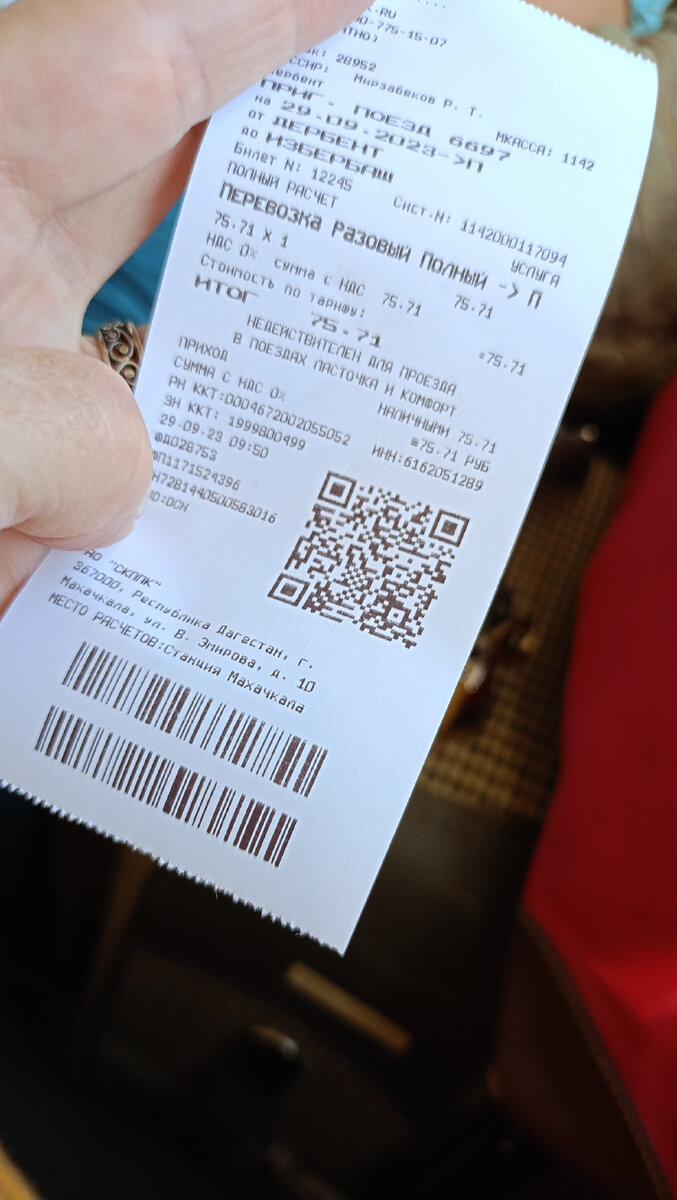 .RU
0-775-15-07
ТНО)
28952
Мирзабеков Р. Т.
МКАССА: 1142
ПРИГ. ПОЕЗД 6697
на 29.09.2023->П
от ДЕРБЕНТ
до ИЗБЕРБАШ
Билет N: 12245
Сист.N: 1142000117094
ПОЛНЫЙ РАСЧЕТ
УСЛУГА
Перевозка Разовый Полный -> П
75.71 X 1
75.71
НДС 0% сумма с НДС 75.71
Стоимость по тарифу:
ИТОГ 75.71
=75.71
НЕДЕЙСТВИТЕЛЕН ДЛЯ ПРОЕЗДА
В ПОЕЗДАХ ЛАСТОЧКА И КОМФОРТ
ПРИХОД
НАЛИЧНЫМИ 75.71
СУММА С НДС 0%
≡75.71 РУБ
РН ККТ:0004672002055052
ИНН:6162051289
ЗН ККТ: 1999800499
29.09.23 09:50
ФД028753
ФП1171524396
Н7281440500583016
НО:ОСН
АО "СКППК"
367000, Республика Дагестан, г.
Махачкала, ул. В. Эмирова, д. 10
МЕСТО РАСЧЕТОВ:Станция Махачкала